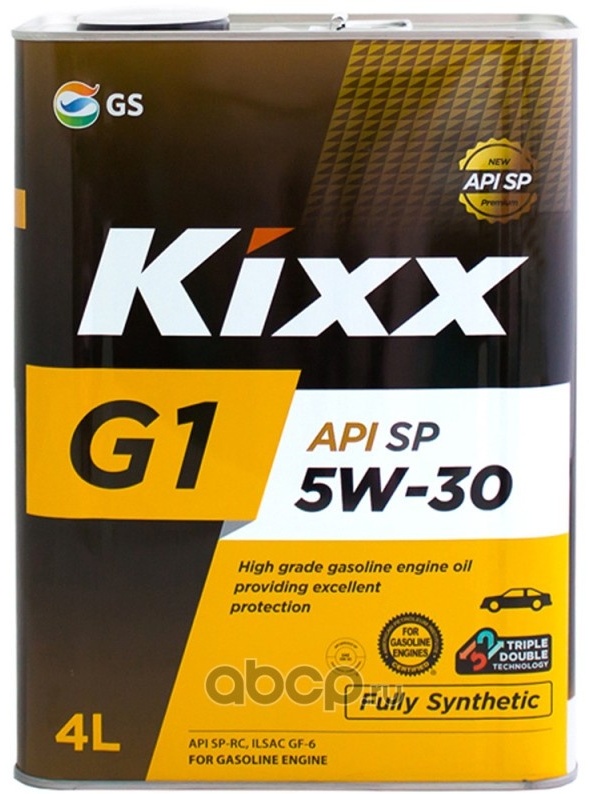 GS
NEW
API SP
Premium
Kixx
G1
API SP
5W-30
High grade gasoline engine oil
providing excellent
protection
FOR
GASOLINE
ENGINES
CERTIFIED
TRIPLE
DOUBLE
TECHNOLOGY
abcp.ru
Fully Synthetic
4L
API SP-RC, ILSAC GF-6
FOR GASOLINE ENGINE